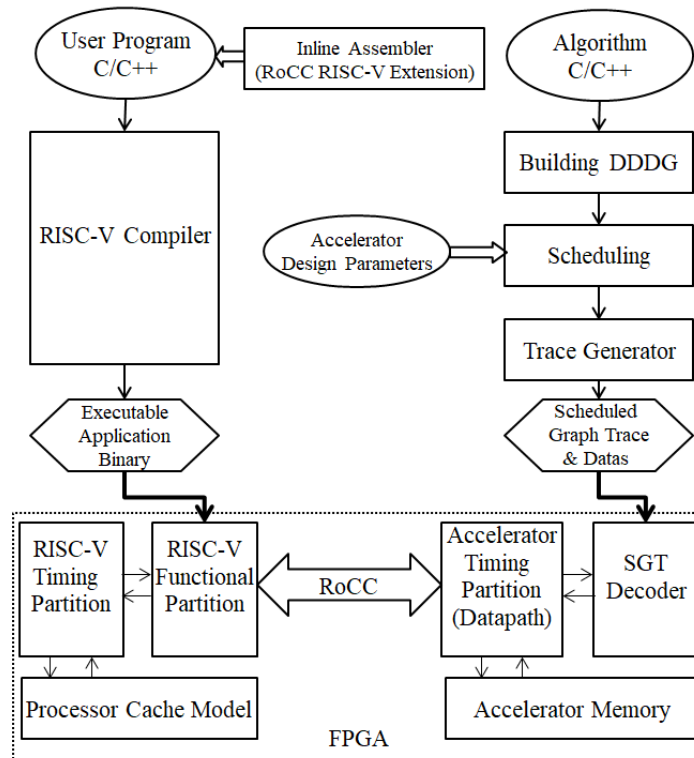 User Program
C/C++
Inline Assembler
(RoCC RISC-V Extension)
Algorithm
C/C++
RISC-V Compiler
Building DDDG
Accelerator
Design Parameters
Scheduling
Trace Generator
Executable
Application
Binary
Scheduled
Graph Trace
& Datas
RISC-V
Timing
Partition
RISC-V
Functional
Partition
RoCC
Accelerator
Timing
Partition
(Datapath)
SGT
Decoder
Processor Cache Model
Accelerator Memory
FPGA